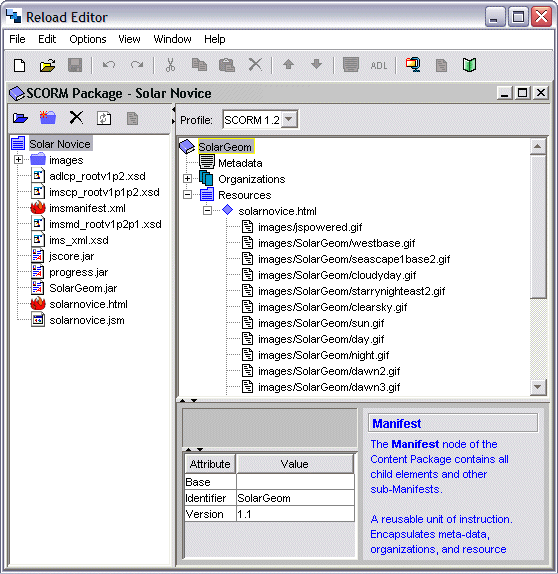 Reload Editor
File Edit Options View Window Help
ADL
SCORM Package - Solar Novice
Profile: SCORM 1.2
Solar Novice
images
adlcp_rootv1p2.xsd
imscp_rootv1p1p2.xsd
imsmanifest.xml
imsmd_rootv1p2p1.xsd
ims_xml.xsd
jscore.jar
progress.jar
SolarGeom.jar
solarnovice.html
solarnovice.jsm
SolarGeom
Metadata
Organizations
Resources
solarnovice.html
images/jspowered.gif
images/SolarGeom/westbase.gif
images/SolarGeom/seascape1base2.gif
images/SolarGeom/cloudyday.gif
images/SolarGeom/starrynighteast2.gif
images/SolarGeom/clearsky.gif
images/SolarGeom/sun.gif
images/SolarGeom/day.gif
images/SolarGeom/night.gif
images/SolarGeom/dawn2.gif
images/SolarGeom/dawn3.gif
Attribute Value
Base
Identifier SolarGeom
Version 1.1
Manifest
The Manifest node of the
Content Package contains all
child elements and other
sub-Manifests.
A reusable unit of instruction.
Encapsulates meta-data,
organizations, and resource